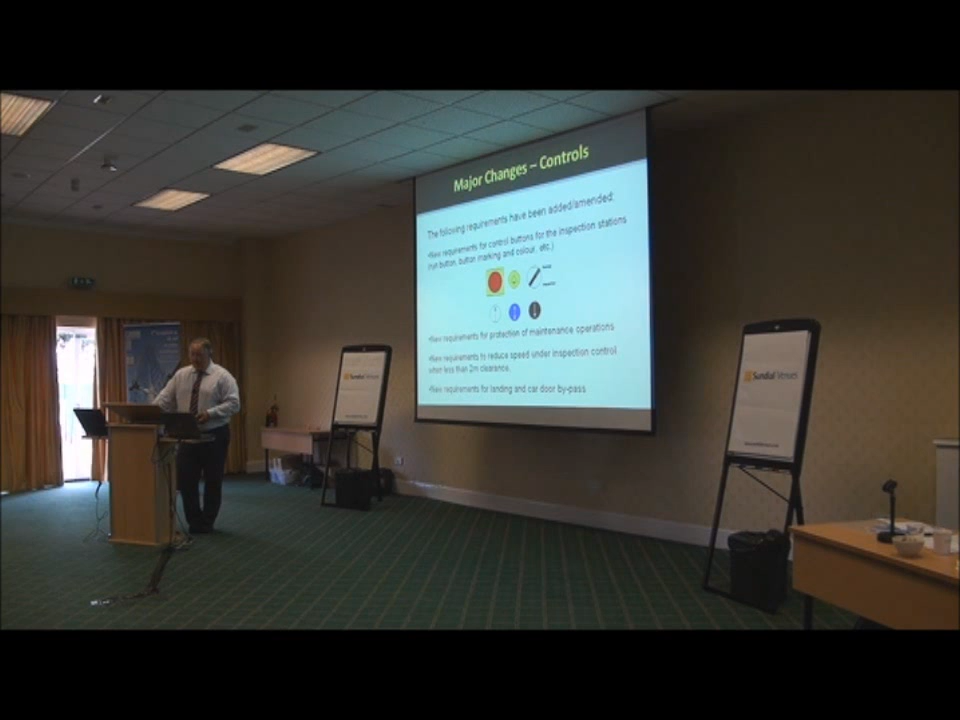 Major Changes – Controls
The following requirements have been added/amended:
•New requirements for control buttons for the inspection stations
(run button, button marking and colour, etc.)
•New requirements for protection of maintenance operations
•New requirements to reduce speed under inspection control
when less than 2m clearance.
•New requirements for landing and car door by-pass
Sundial Venues
Sundial Venues